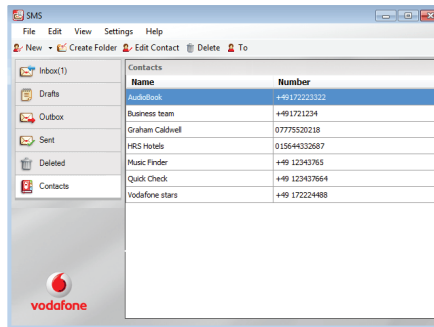 SMS
File Edit View Settings Help
New Create Folder Edit Contact Delete To
Inbox(1)
Drafts
Outbox
Sent
Deleted
Contacts
Contacts
Name Number
AudioBook +49172223322
Business team +491721234
Graham Caldwell 07775520218
HRS Hotels 015644332687
Music Finder +49 12343765
Quick Check +49 123437664
Vodafone stars +49 172224488
vodafone